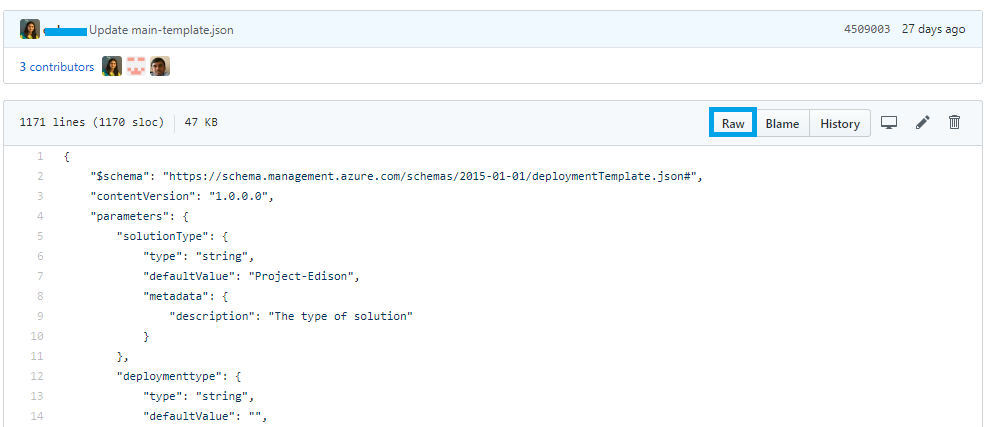 Update main-template.json 4509003 27 days ago
3 contributors
1171 lines (1170 sloc) 47 KB Raw Blame History
1 {
2 "$schema": "https://schema.management.azure.com/schemas/2015-01-01/deploymentTemplate.json#",
3 "contentVersion": "1.0.0.0",
4 "parameters": {
5 "solutionType": {
6 "type": "string",
7 "defaultValue": "Project-Edison",
8 "metadata": {
9 "description": "The type of solution"
10 }
11 },
12 "deploymenttype": {
13 "type": "string",
14 "defaultValue": "",